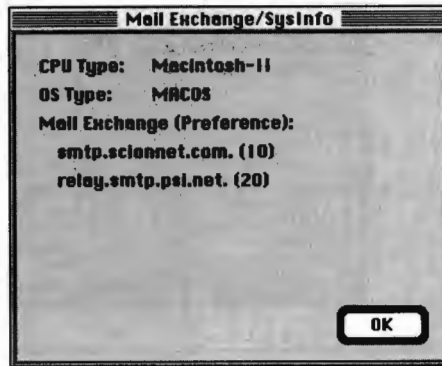 Mail Exchange/SysInfo
CPU Type: Macintosh-II
OS Type: MACOS
Mail Exchange (Preference):
smtp.scionnet.com. (10)
relay.smtp.psi.net. (20)
OK